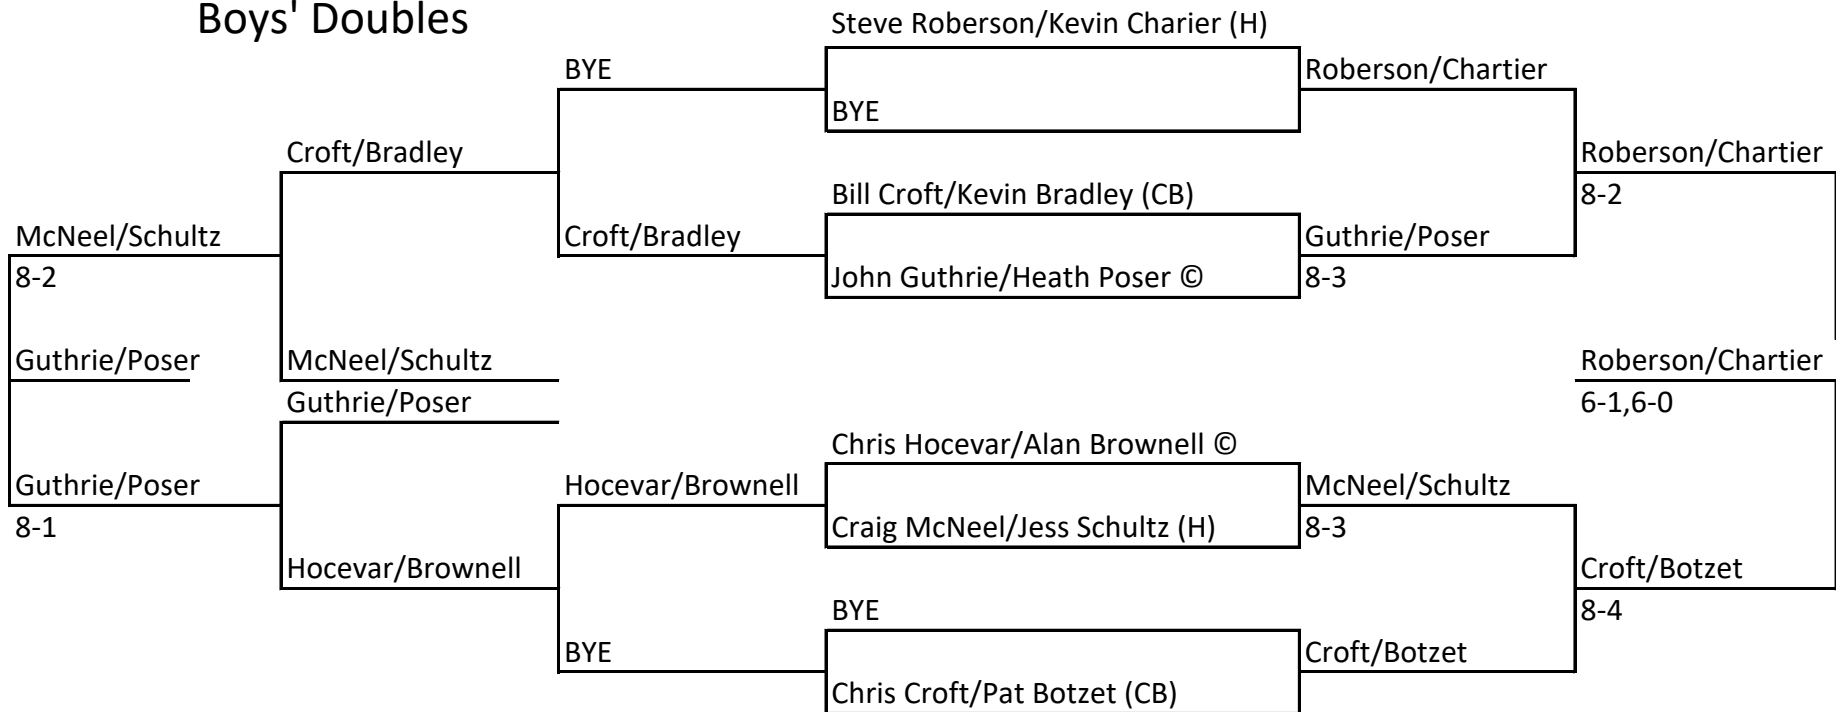 Boys' Doubles
Steve Roberson/Kevin Charier (H)
BYE
Roberson/Chartier
BYE
Croft/Bradley
Roberson/Chartier
Bill Croft/Kevin Bradley (CB)
8-2
McNeel/Schultz
Croft/Bradley
Guthrie/Poser
8-2
John Guthrie/Heath Poser ©
8-3
Guthrie/Poser
McNeel/Schultz
Roberson/Chartier
Guthrie/Poser
6-1,6-0
Chris Hocevar/Alan Brownell ©
Guthrie/Poser
Hocevar/Brownell
McNeel/Schultz
8-1
Craig McNeel/Jess Schultz (H)
8-3
Hocevar/Brownell
Croft/Botzet
BYE
8-4
BYE
Croft/Botzet
Chris Croft/Pat Botzet (CB)